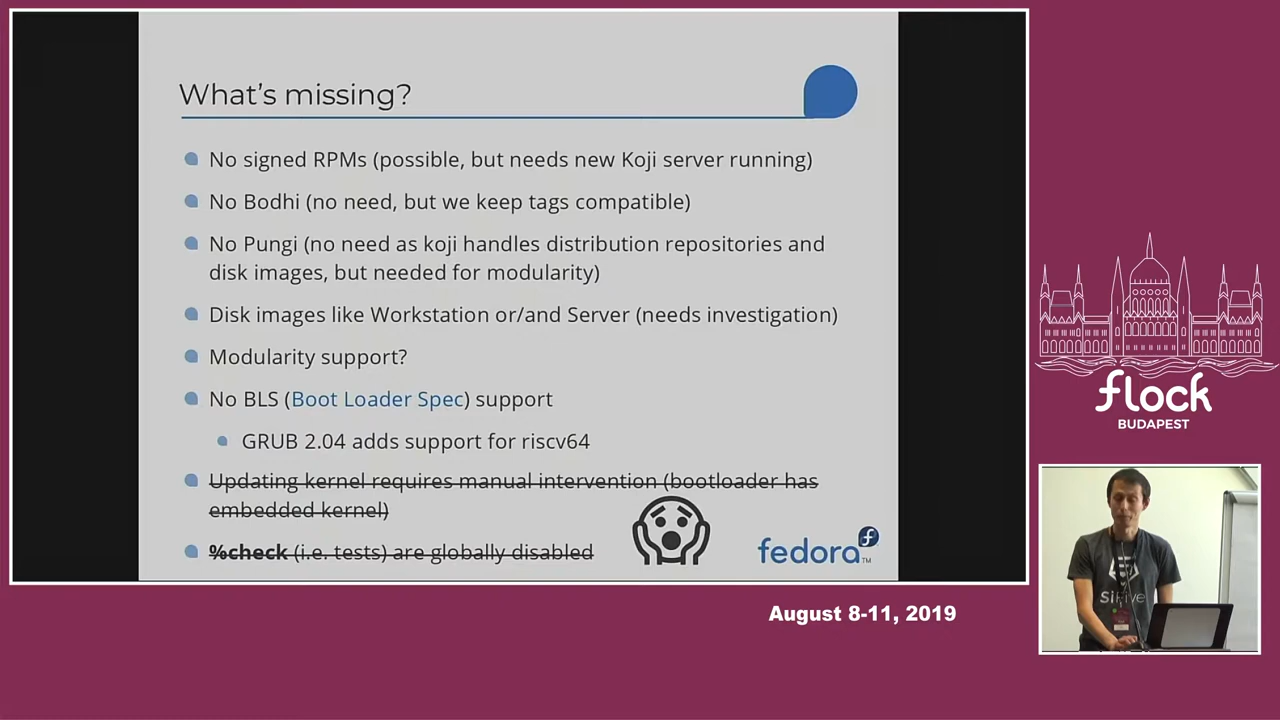 What's missing?
No signed RPMs (possible, but needs new Koji server running)
No Bodhi (no need, but we keep tags compatible)
No Pungi (no need as koji handles distribution repositories and
disk images, but needed for modularity)
Disk images like Workstation or/and Server (needs investigation)
Modularity support?
No BLS (Boot Loader Spec) support
GRUB 2.04 adds support for riscv64
Updating kernel requires manual intervention (bootloader has
embedded kernel)
%check (i.e. tests) are globally disabled
fedora™
flock
BUDAPEST
SiFive
August 8-11, 2019